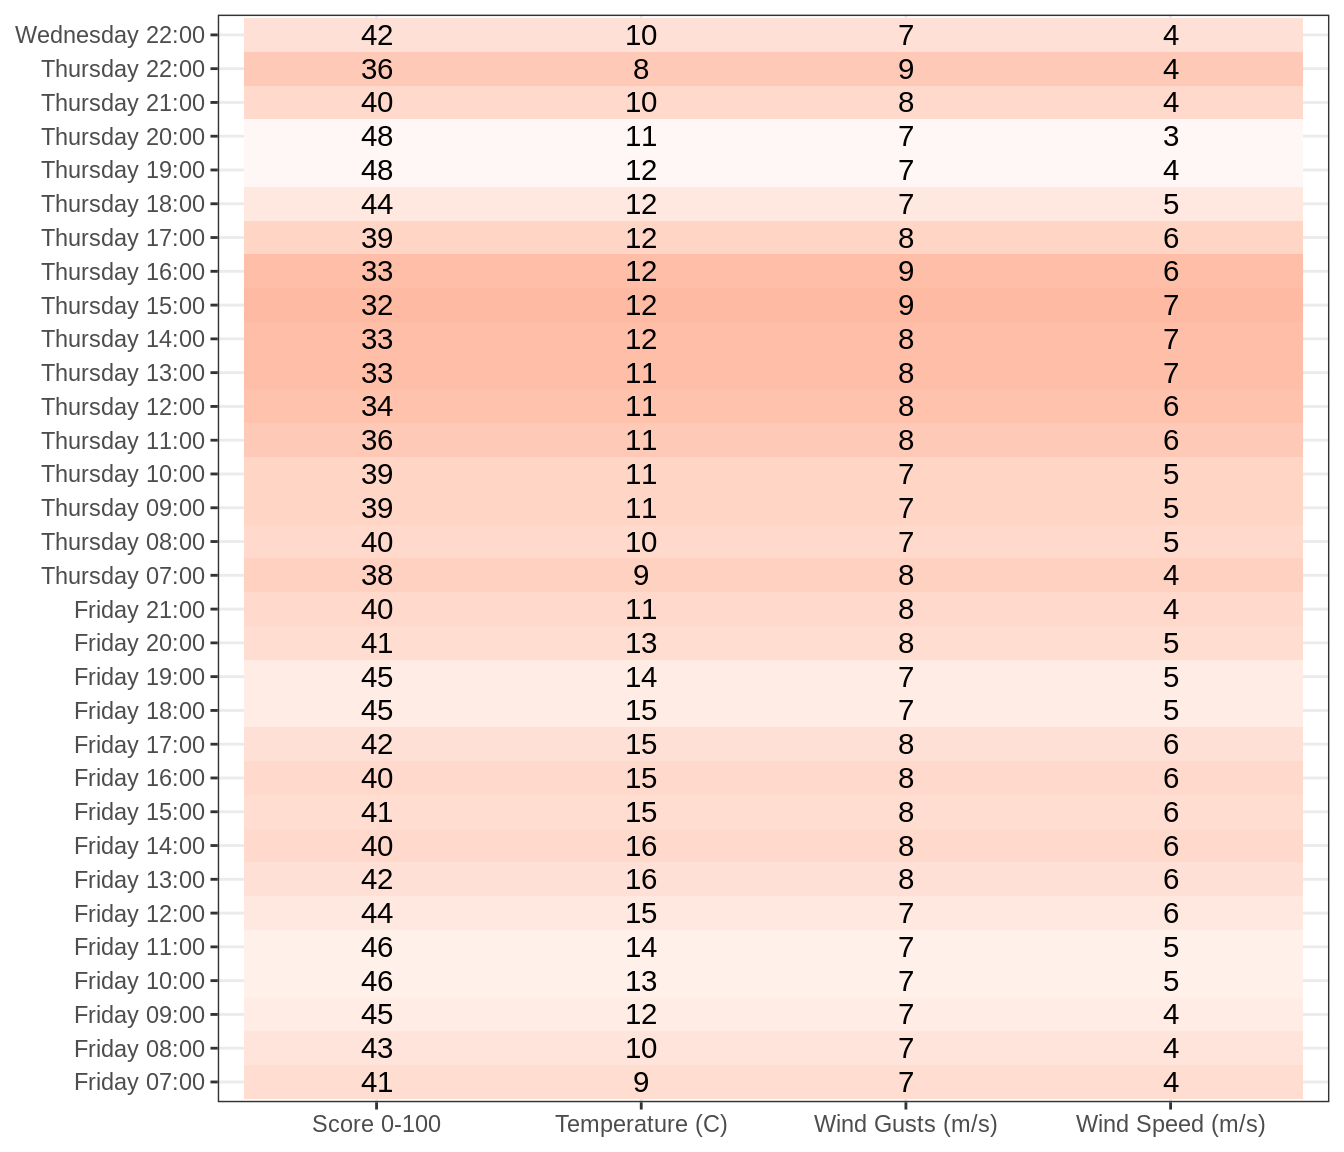 Wednesday 22:00 42 10 7 4
Thursday 22:00 36 8 9 4
Thursday 21:00 40 10 8 4
Thursday 20:00 48 11 7 3
Thursday 19:00 48 12 7 4
Thursday 18:00 44 12 7 5
Thursday 17:00 39 12 8 6
Thursday 16:00 33 12 9 6
Thursday 15:00 32 12 9 7
Thursday 14:00 33 12 8 7
Thursday 13:00 33 11 8 7
Thursday 12:00 34 11 8 6
Thursday 11:00 36 11 8 6
Thursday 10:00 39 11 7 5
Thursday 09:00 39 11 7 5
Thursday 08:00 40 10 7 5
Thursday 07:00 38 9 8 4
Friday 21:00 40 11 8 4
Friday 20:00 41 13 8 5
Friday 19:00 45 14 7 5
Friday 18:00 45 15 7 5
Friday 17:00 42 15 8 6
Friday 16:00 40 15 8 6
Friday 15:00 41 15 8 6
Friday 14:00 40 16 8 6
Friday 13:00 42 16 8 6
Friday 12:00 44 15 7 6
Friday 11:00 46 14 7 5
Friday 10:00 46 13 7 5
Friday 09:00 45 12 7 4
Friday 08:00 43 10 7 4
Friday 07:00 41 9 7 4
Score 0-100 Temperature (C) Wind Gusts (m/s) Wind Speed (m/s)